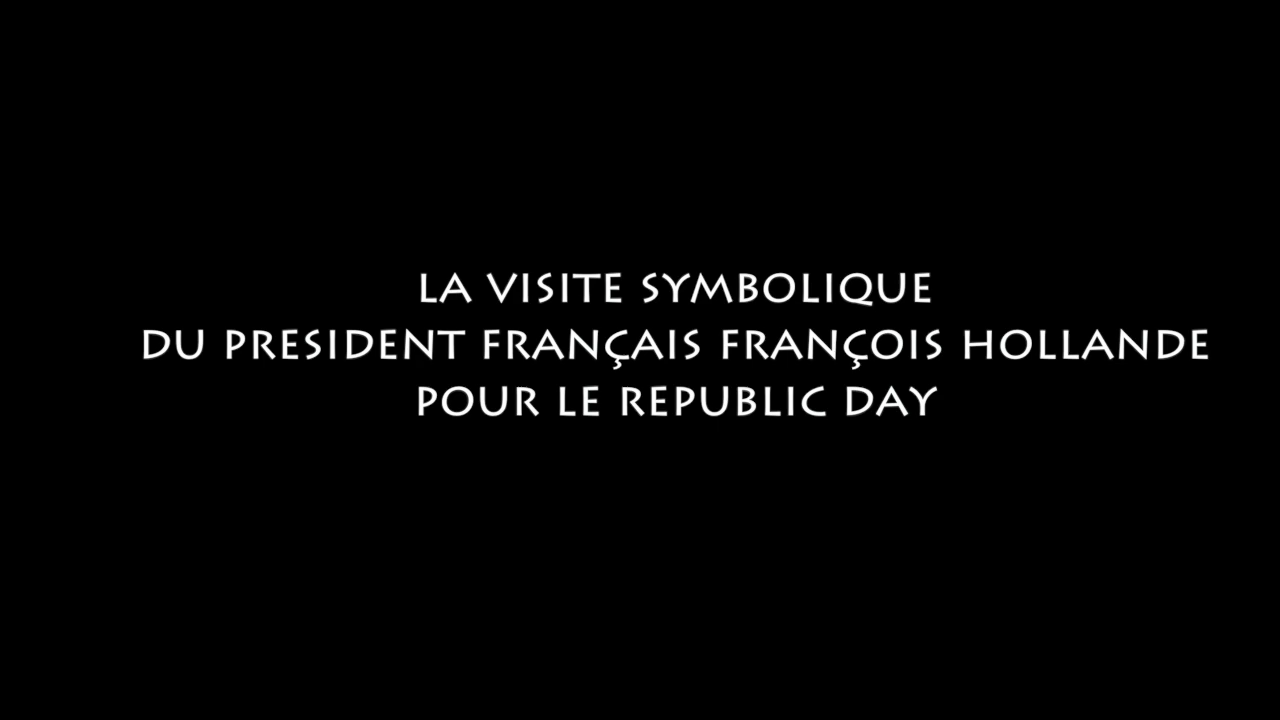 LA VISITE SYMBOLIQUE
DU PRESIDENT FRANÇAIS FRANÇOIS HOLLANDE
POUR LE REPUBLIC DAY